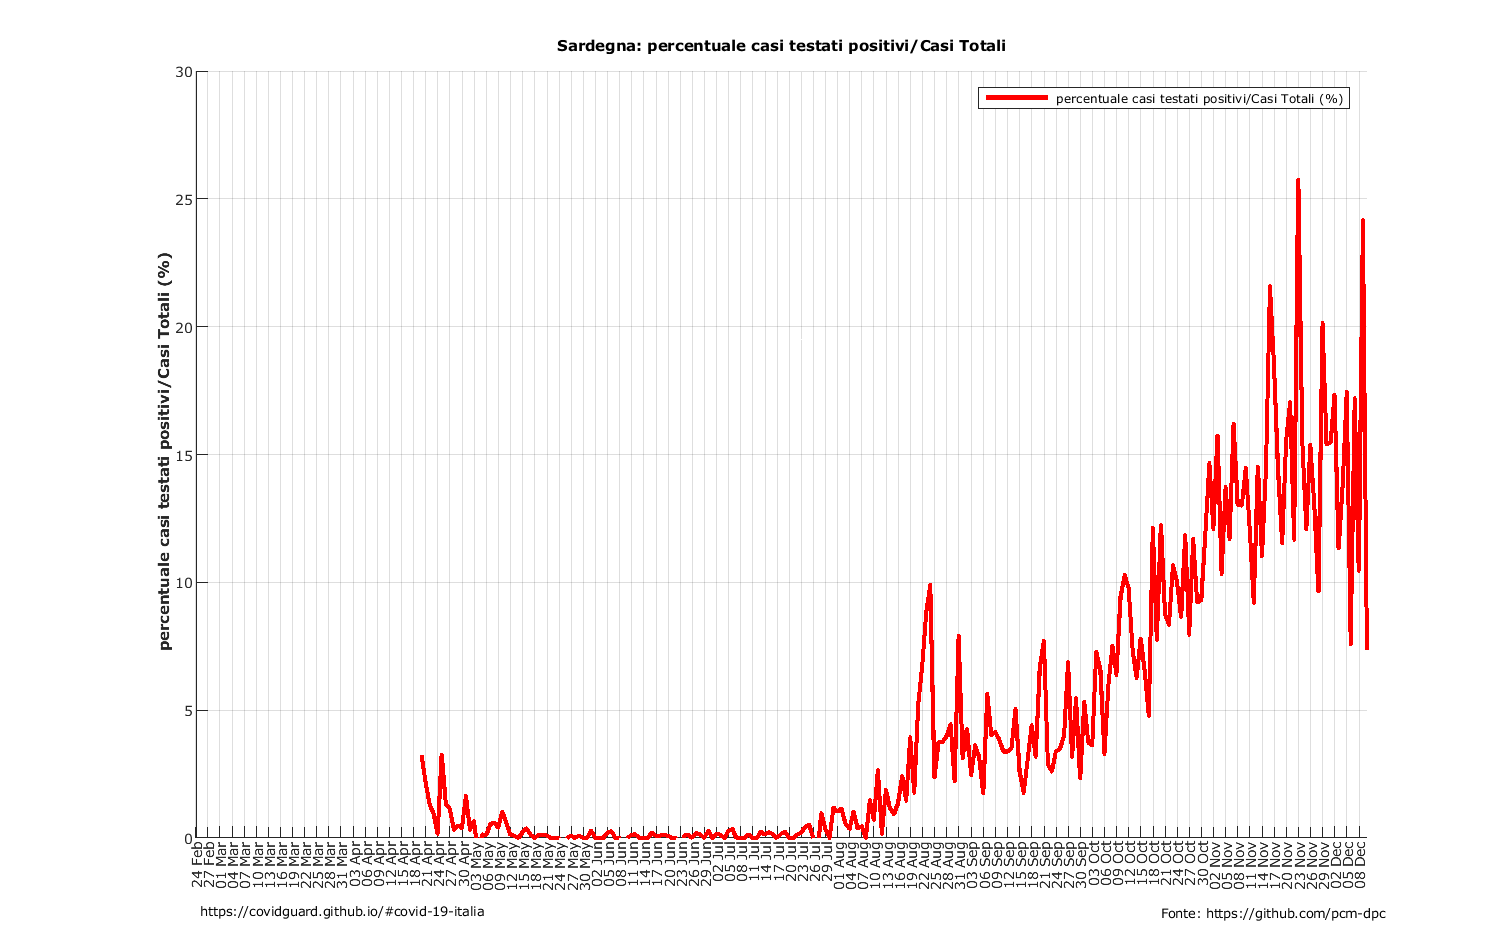 Sardegna: percentuale casi testati positivi/Casi Totali
percentuale casi testati positivi/Casi Totali (%)
percentuale casi testati positivi/Casi Totali (%)
30
25
20
15
10
5
0
24 Feb
27 Feb
01 Mar
04 Mar
07 Mar
10 Mar
13 Mar
16 Mar
19 Mar
22 Mar
25 Mar
28 Mar
31 Mar
03 Apr
06 Apr
09 Apr
12 Apr
15 Apr
18 Apr
21 Apr
24 Apr
27 Apr
30 Apr
03 May
06 May
09 May
12 May
15 May
18 May
21 May
24 May
27 May
30 May
02 Jun
05 Jun
08 Jun
11 Jun
14 Jun
17 Jun
20 Jun
23 Jun
26 Jun
29 Jun
02 Jul
05 Jul
08 Jul
11 Jul
14 Jul
17 Jul
20 Jul
23 Jul
26 Jul
29 Jul
01 Aug
04 Aug
07 Aug
10 Aug
13 Aug
16 Aug
19 Aug
22 Aug
25 Aug
28 Aug
31 Aug
03 Sep
06 Sep
09 Sep
12 Sep
15 Sep
18 Sep
21 Sep
24 Sep
27 Sep
30 Sep
03 Oct
06 Oct
09 Oct
12 Oct
15 Oct
18 Oct
21 Oct
24 Oct
27 Oct
30 Oct
02 Nov
05 Nov
08 Nov
11 Nov
14 Nov
17 Nov
20 Nov
23 Nov
26 Nov
29 Nov
02 Dec
05 Dec
08 Dec
https://covidguard.github.io/#covid-19-italia
Fonte: https://github.com/pcm-dpc